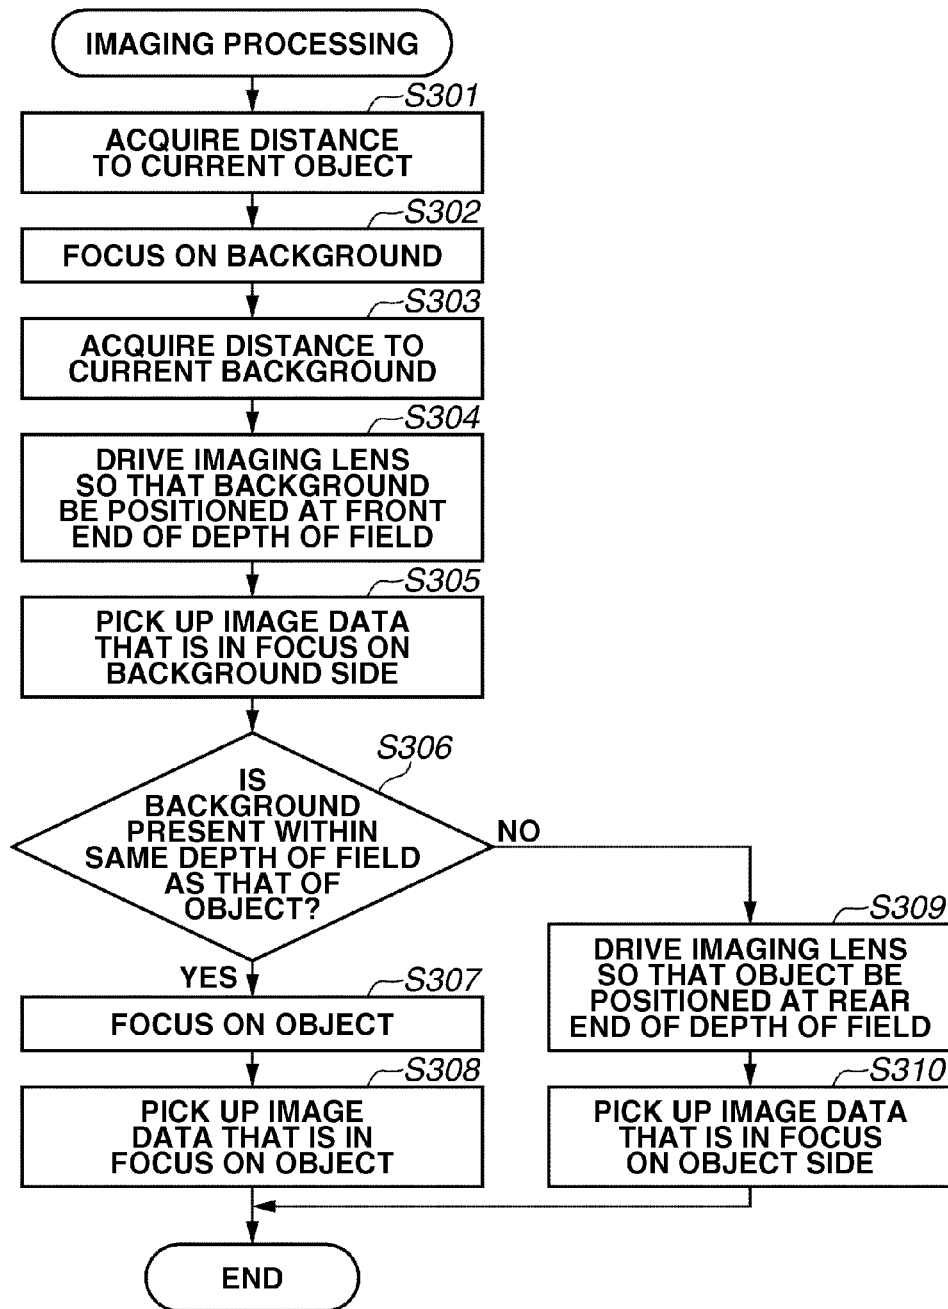 IMAGING PROCESSING
S301
ACQUIRE DISTANCE
TO CURRENT OBJECT
S302
FOCUS ON BACKGROUND
S303
ACQUIRE DISTANCE TO
CURRENT BACKGROUND
S304
DRIVE IMAGING LENS
SO THAT BACKGROUND
BE POSITIONED AT FRONT
END OF DEPTH OF FIELD
S305
PICK UP IMAGE DATA
THAT IS IN FOCUS ON
BACKGROUND SIDE
S306
IS
BACKGROUND
PRESENT WITHIN
SAME DEPTH OF FIELD
AS THAT OF
OBJECT?
NO
YES
S307
FOCUS ON OBJECT
S308
PICK UP IMAGE
DATA THAT IS IN
FOCUS ON OBJECT
S309
DRIVE IMAGING LENS
SO THAT OBJECT BE
POSITIONED AT REAR
END OF DEPTH OF FIELD
S310
PICK UP IMAGE DATA
THAT IS IN FOCUS
ON OBJECT SIDE
END